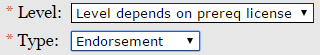 * Level: Level depends on prereq license
* Type: Endorsement